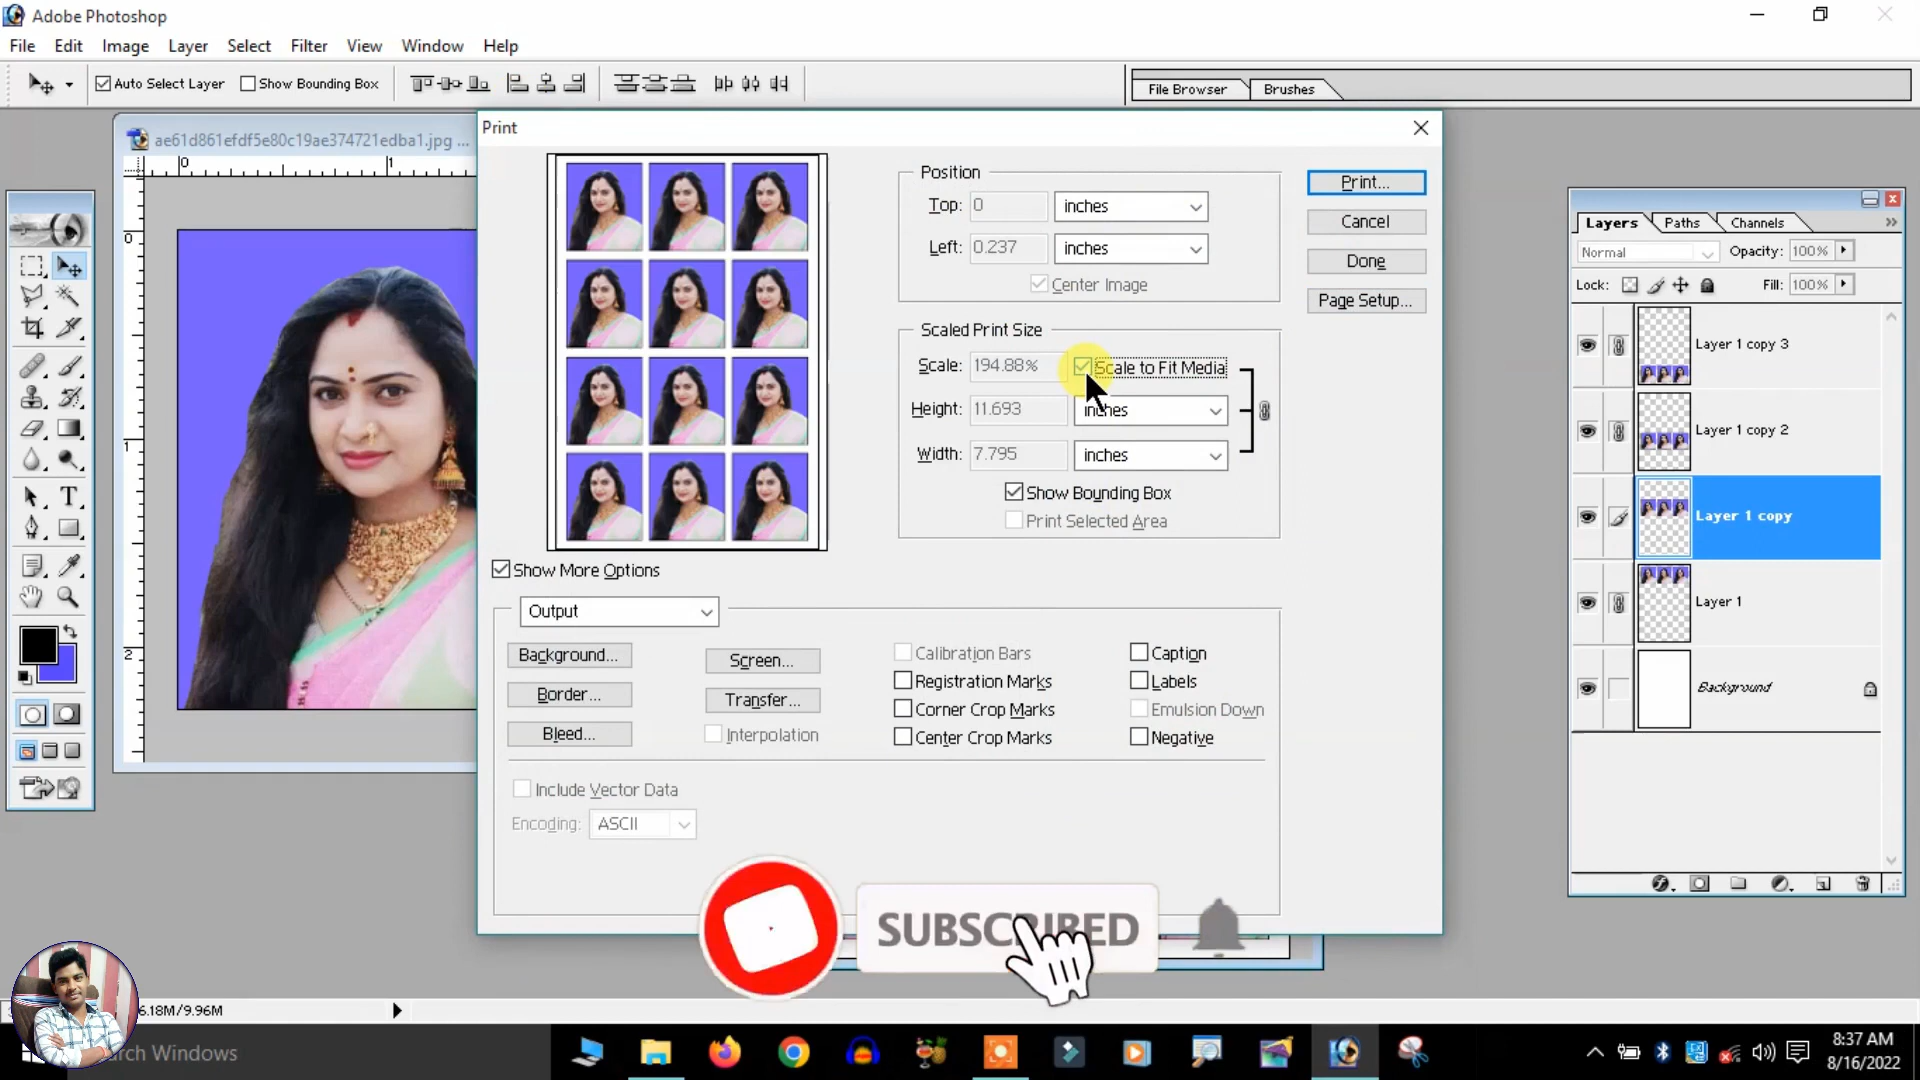 Adobe Photoshop
File Edit Image Layer Select Filter View Window Help
Auto Select Layer Show Bounding Box
File Browser Brushes
ae61d861efdf5e80c19ae374721edba1.jpg ...
0 1
0
1
2
Print
Position
Top: 0 inches
Left: 0.237 inches
Center Image
Scaled Print Size
Scale: 194.88% Scale to Fit Media
Height: 11.693 inches
Width: 7.795 inches
Show Bounding Box
Print Selected Area
Print...
Cancel
Done
Page Setup...
Show More Options
Output
Background... Screen... Calibration Bars Caption
Registration Marks Labels
Border... Transfer... Corner Crop Marks Emulsion Down
Bleed... Interpolation Center Crop Marks Negative
Include Vector Data
Encoding: ASCII
Layers Paths Channels
Normal Opacity: 100%
Lock: Fill: 100%
Layer 1 copy 3
Layer 1 copy 2
Layer 1 copy
Layer 1
Background
SUBSCRIBED
6.18M/9.96M
Windows
8:37 AM
8/16/2022